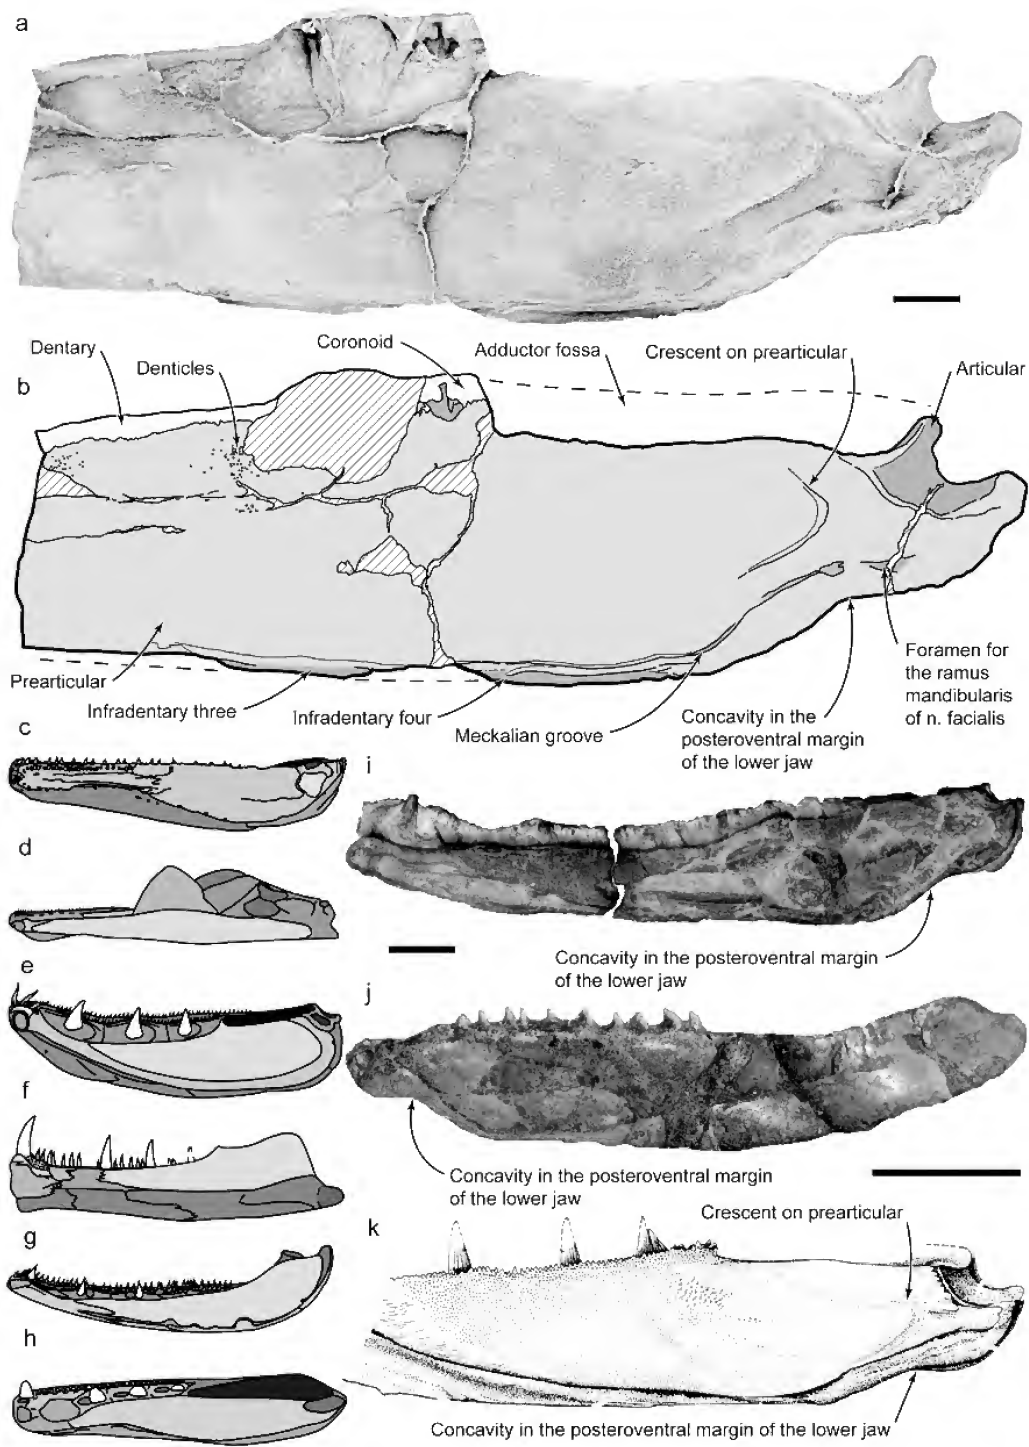 a
Dentary
Denticles
Coronoid
Adductor fossa
Crescent on prearticular
Articular
b
Prearticular
Infradentary three
Infradentary four
Meckalian groove
Concavity in the
posteroventral margin
of the lower jaw
Foramen for
the ramus
mandibularis
of n. facialis
c
d
e
f
g
h
i
Concavity in the posteroventral margin
of the lower jaw
j
Concavity in the posteroventral margin
of the lower jaw
k
Crescent on prearticular
Concavity in the posteroventral margin of the lower jaw